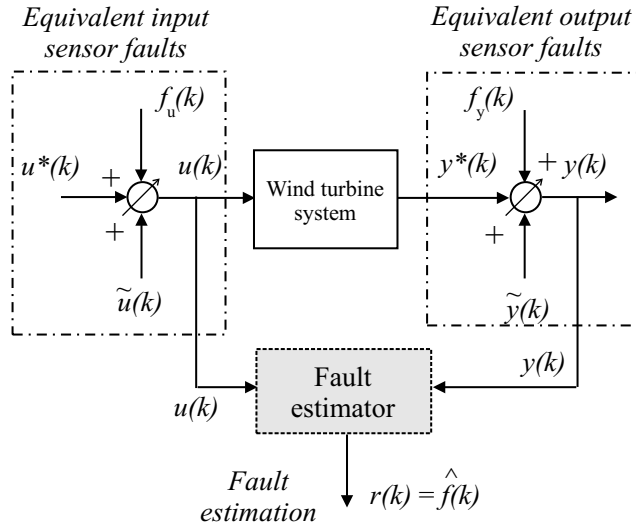 Equivalent input
sensor faults
Equivalent output
sensor faults
f_u(k)
f_y(k)
u*(k)
+
u(k)
Wind turbine
system
y*(k)
+
y(k)
+
+
ũ(k)
ỹ(k)
u(k)
Fault
estimator
y(k)
Fault
estimation
r(k) = f̂(k)